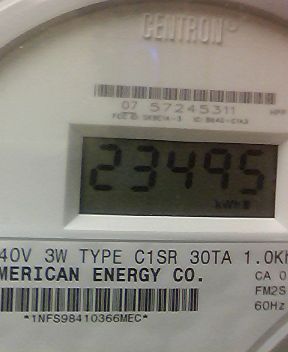 CENTRON®
07 57245311
23495
kWh
40V 3W TYPE C1SR 30TA 1.0Kh
MERICAN ENERGY CO.
CA 0
FM2S
60Hz
*1NFS98410366MEC*